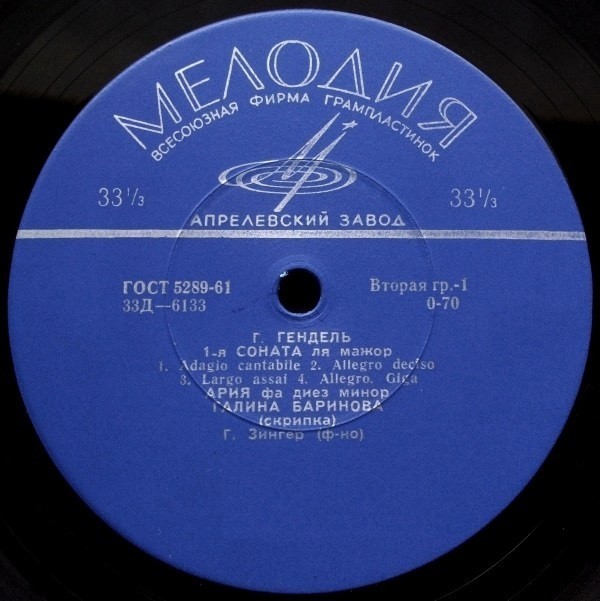 МЕЛОДИЯ
ВСЕСОЮЗНАЯ ФИРМА ГРАМПЛАСТИНОК
33 1/3 33 1/3
АПРЕЛЕВСКИЙ ЗАВОД
ГОСТ 5289-61 Вторая гр.-1
33Д—6133 0-70
Г. ГЕНДЕЛЬ
1-я СОНАТА ля мажор
1. Adagio cantabile 2. Allegro deciso
3. Largo assai 4. Allegro. Giga
АРИЯ фа диез минор
ГАЛИНА БАРИНОВА
(скрипка)
Г. Зингер (ф-но)